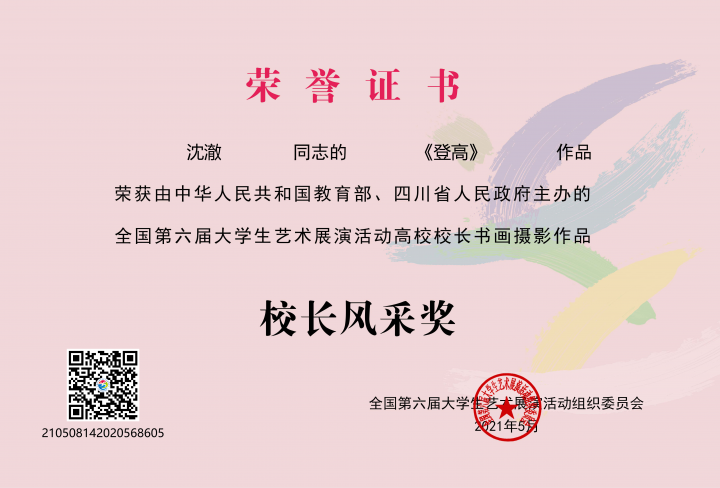 荣誉证书
沈澈 同志的 《登高》 作品
荣获由中华人民共和国教育部、四川省人民政府主办的
全国第六届大学生艺术展演活动高校校长书画摄影作品
校长风采奖
210508142020568605
全国第六届大学生艺术展演活动组织委员会
2021年5月